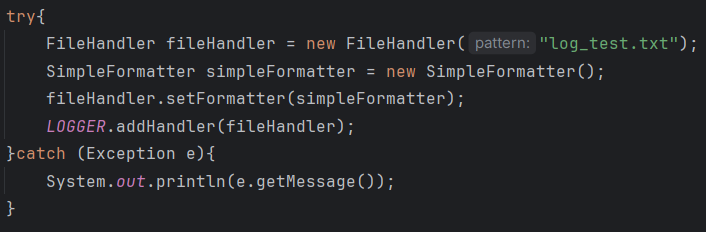 try{
    FileHandler fileHandler = new FileHandler( pattern: "log_test.txt");
    SimpleFormatter simpleFormatter = new SimpleFormatter();
    fileHandler.setFormatter(simpleFormatter);
    LOGGER.addHandler(fileHandler);
}catch (Exception e){
    System.out.println(e.getMessage());
}